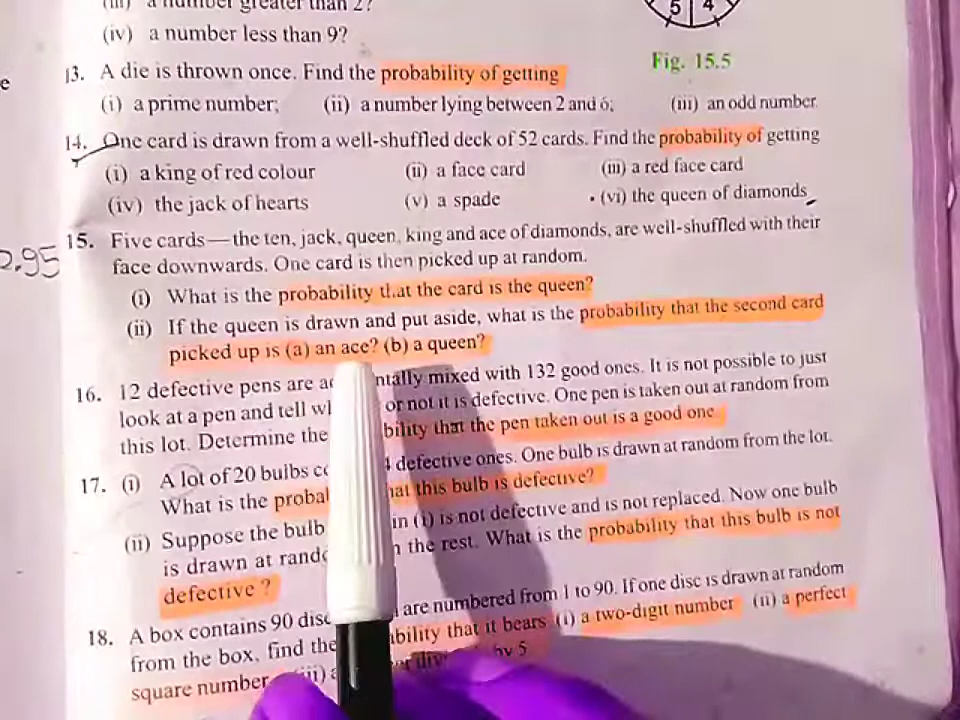 a number greater than 2?
(iv) a number less than 9?
5 4
Fig. 15.5
e
13. A die is thrown once. Find the probability of getting
(i) a prime number; (ii) a number lying between 2 and 6; (iii) an odd number
14. One card is drawn from a well-shuffled deck of 52 cards. Find the probability of getting
(i) a king of red colour (ii) a face card (iii) a red face card
(iv) the jack of hearts (v) a spade (vi) the queen of diamonds
2.95
15. Five cards—the ten, jack, queen, king and ace of diamonds, are well-shuffled with their
face downwards. One card is then picked up at random.
(i) What is the probability that the card is the queen?
(ii) If the queen is drawn and put aside, what is the probability that the second card
picked up is (a) an ace? (b) a queen?
16. 12 defective pens are mixed with 132 good ones. It is not possible to just
look at a pen and tell or not it is defective. One pen is taken out at random from
this lot. Determine the that the pen taken out is a good one.
17. (i) A lot of 20 bulbs 4 defective ones. One bulb is drawn at random from the lot.
What is the this bulb is defective?
(ii) Suppose the bulb in (i) is not defective and is not replaced. Now one bulb
is drawn at the rest. What is the probability that this bulb is not
defective ?
18. A box contains 90 are numbered from 1 to 90. If one disc is drawn at random
from the box, find the that it bears (i) a two-digit number (ii) a perfect
square number by 5